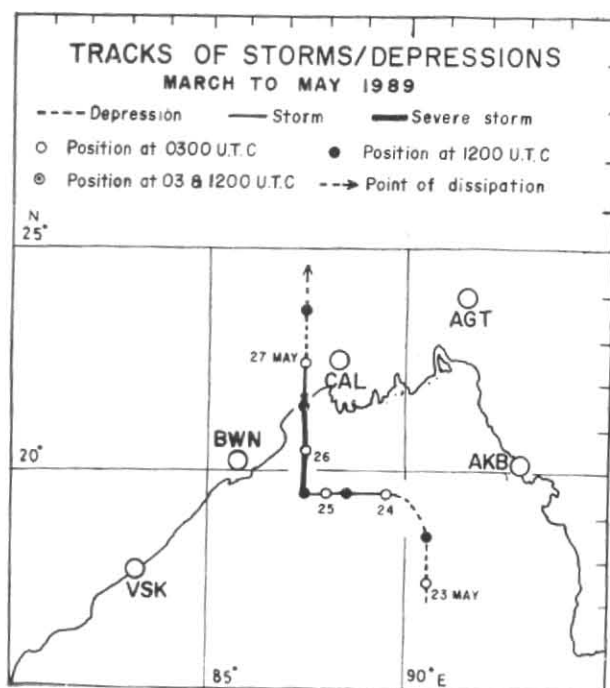 TRACKS OF STORMS/DEPRESSIONS
MARCH TO MAY 1989
Depression Storm Severe storm
Position at 0300 U.T.C Position at 1200 U.T.C
Position at 03 & 1200 U.T.C Point of dissipation
N
25°
AGT
27 MAY
CAL
BWN
26
AKB
20°
25
24
VSK
23 MAY
85°
90°E